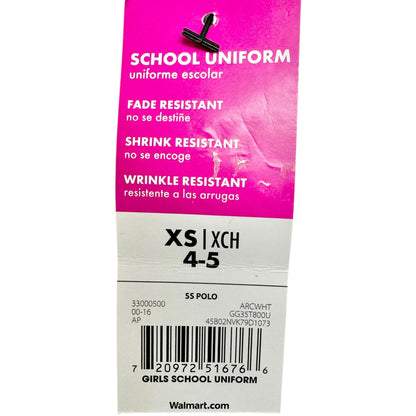 SCHOOL UNIFORM
uniforme escolar
FADE RESISTANT
no se destiñe
SHRINK RESISTANT
no se encoge
WRINKLE RESISTANT
resistente a las arrugas
XS | XCH
4-5
SS POLO
33000500 ARCWHT
00-16 GG35T800U
AP 45B02NVK79D1073
7 20972 51676 6
GIRLS SCHOOL UNIFORM
Walmart.com